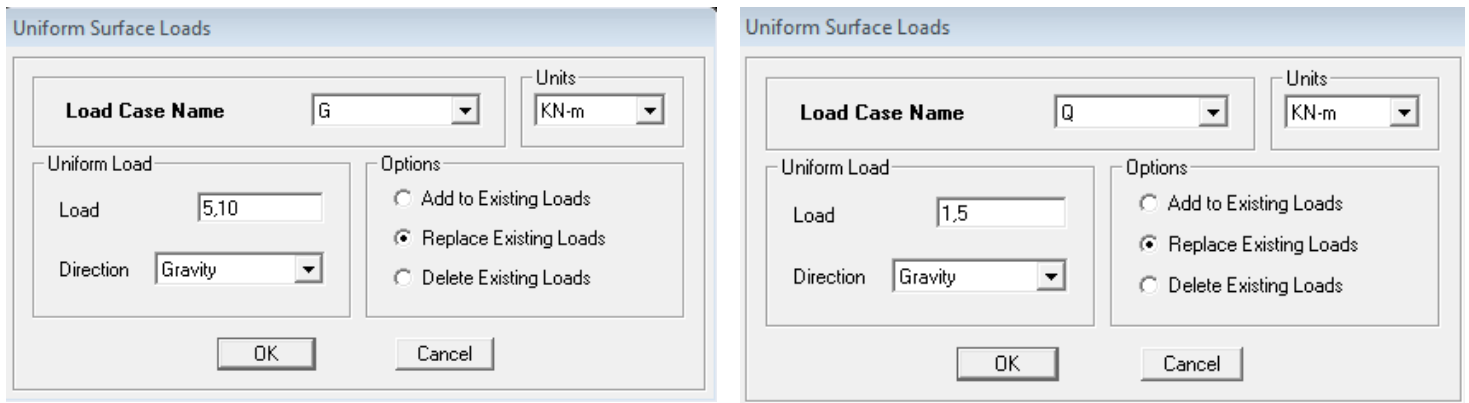 Uniform Surface Loads
Units
Load Case Name G KN-m
Uniform Load
Options
Load 5,10
Add to Existing Loads
Replace Existing Loads
Direction Gravity
Delete Existing Loads
OK Cancel
Uniform Surface Loads
Units
Load Case Name Q KN-m
Uniform Load
Options
Load 1,5
Add to Existing Loads
Replace Existing Loads
Direction Gravity
Delete Existing Loads
OK Cancel